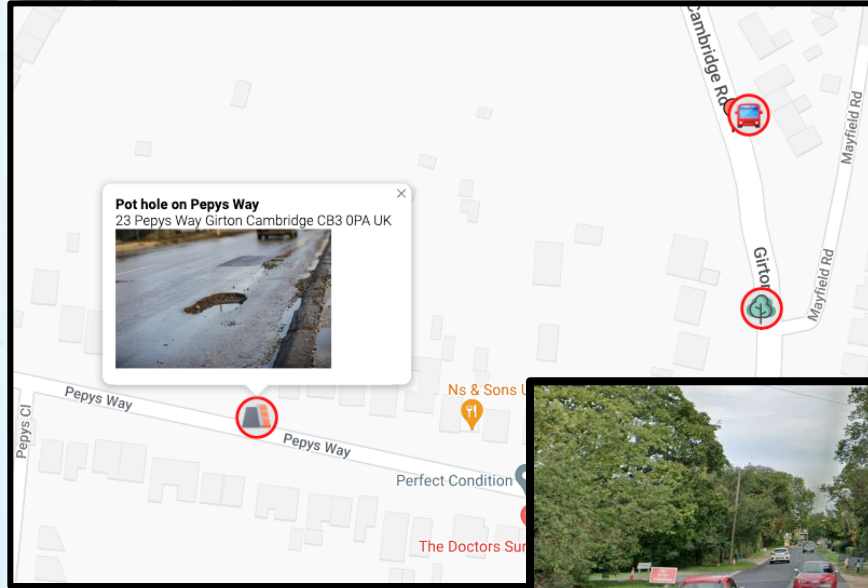 Cambridge Rd
Mayfield Rd
Pot hole on Pepys Way
23 Pepys Way Girton Cambridge CB3 0PA UK
Girton
Mayfield Rd
Pepys Way
Pepys Cl
Ns & Sons
Pepys Way
Perfect Condition
The Doctors Sur